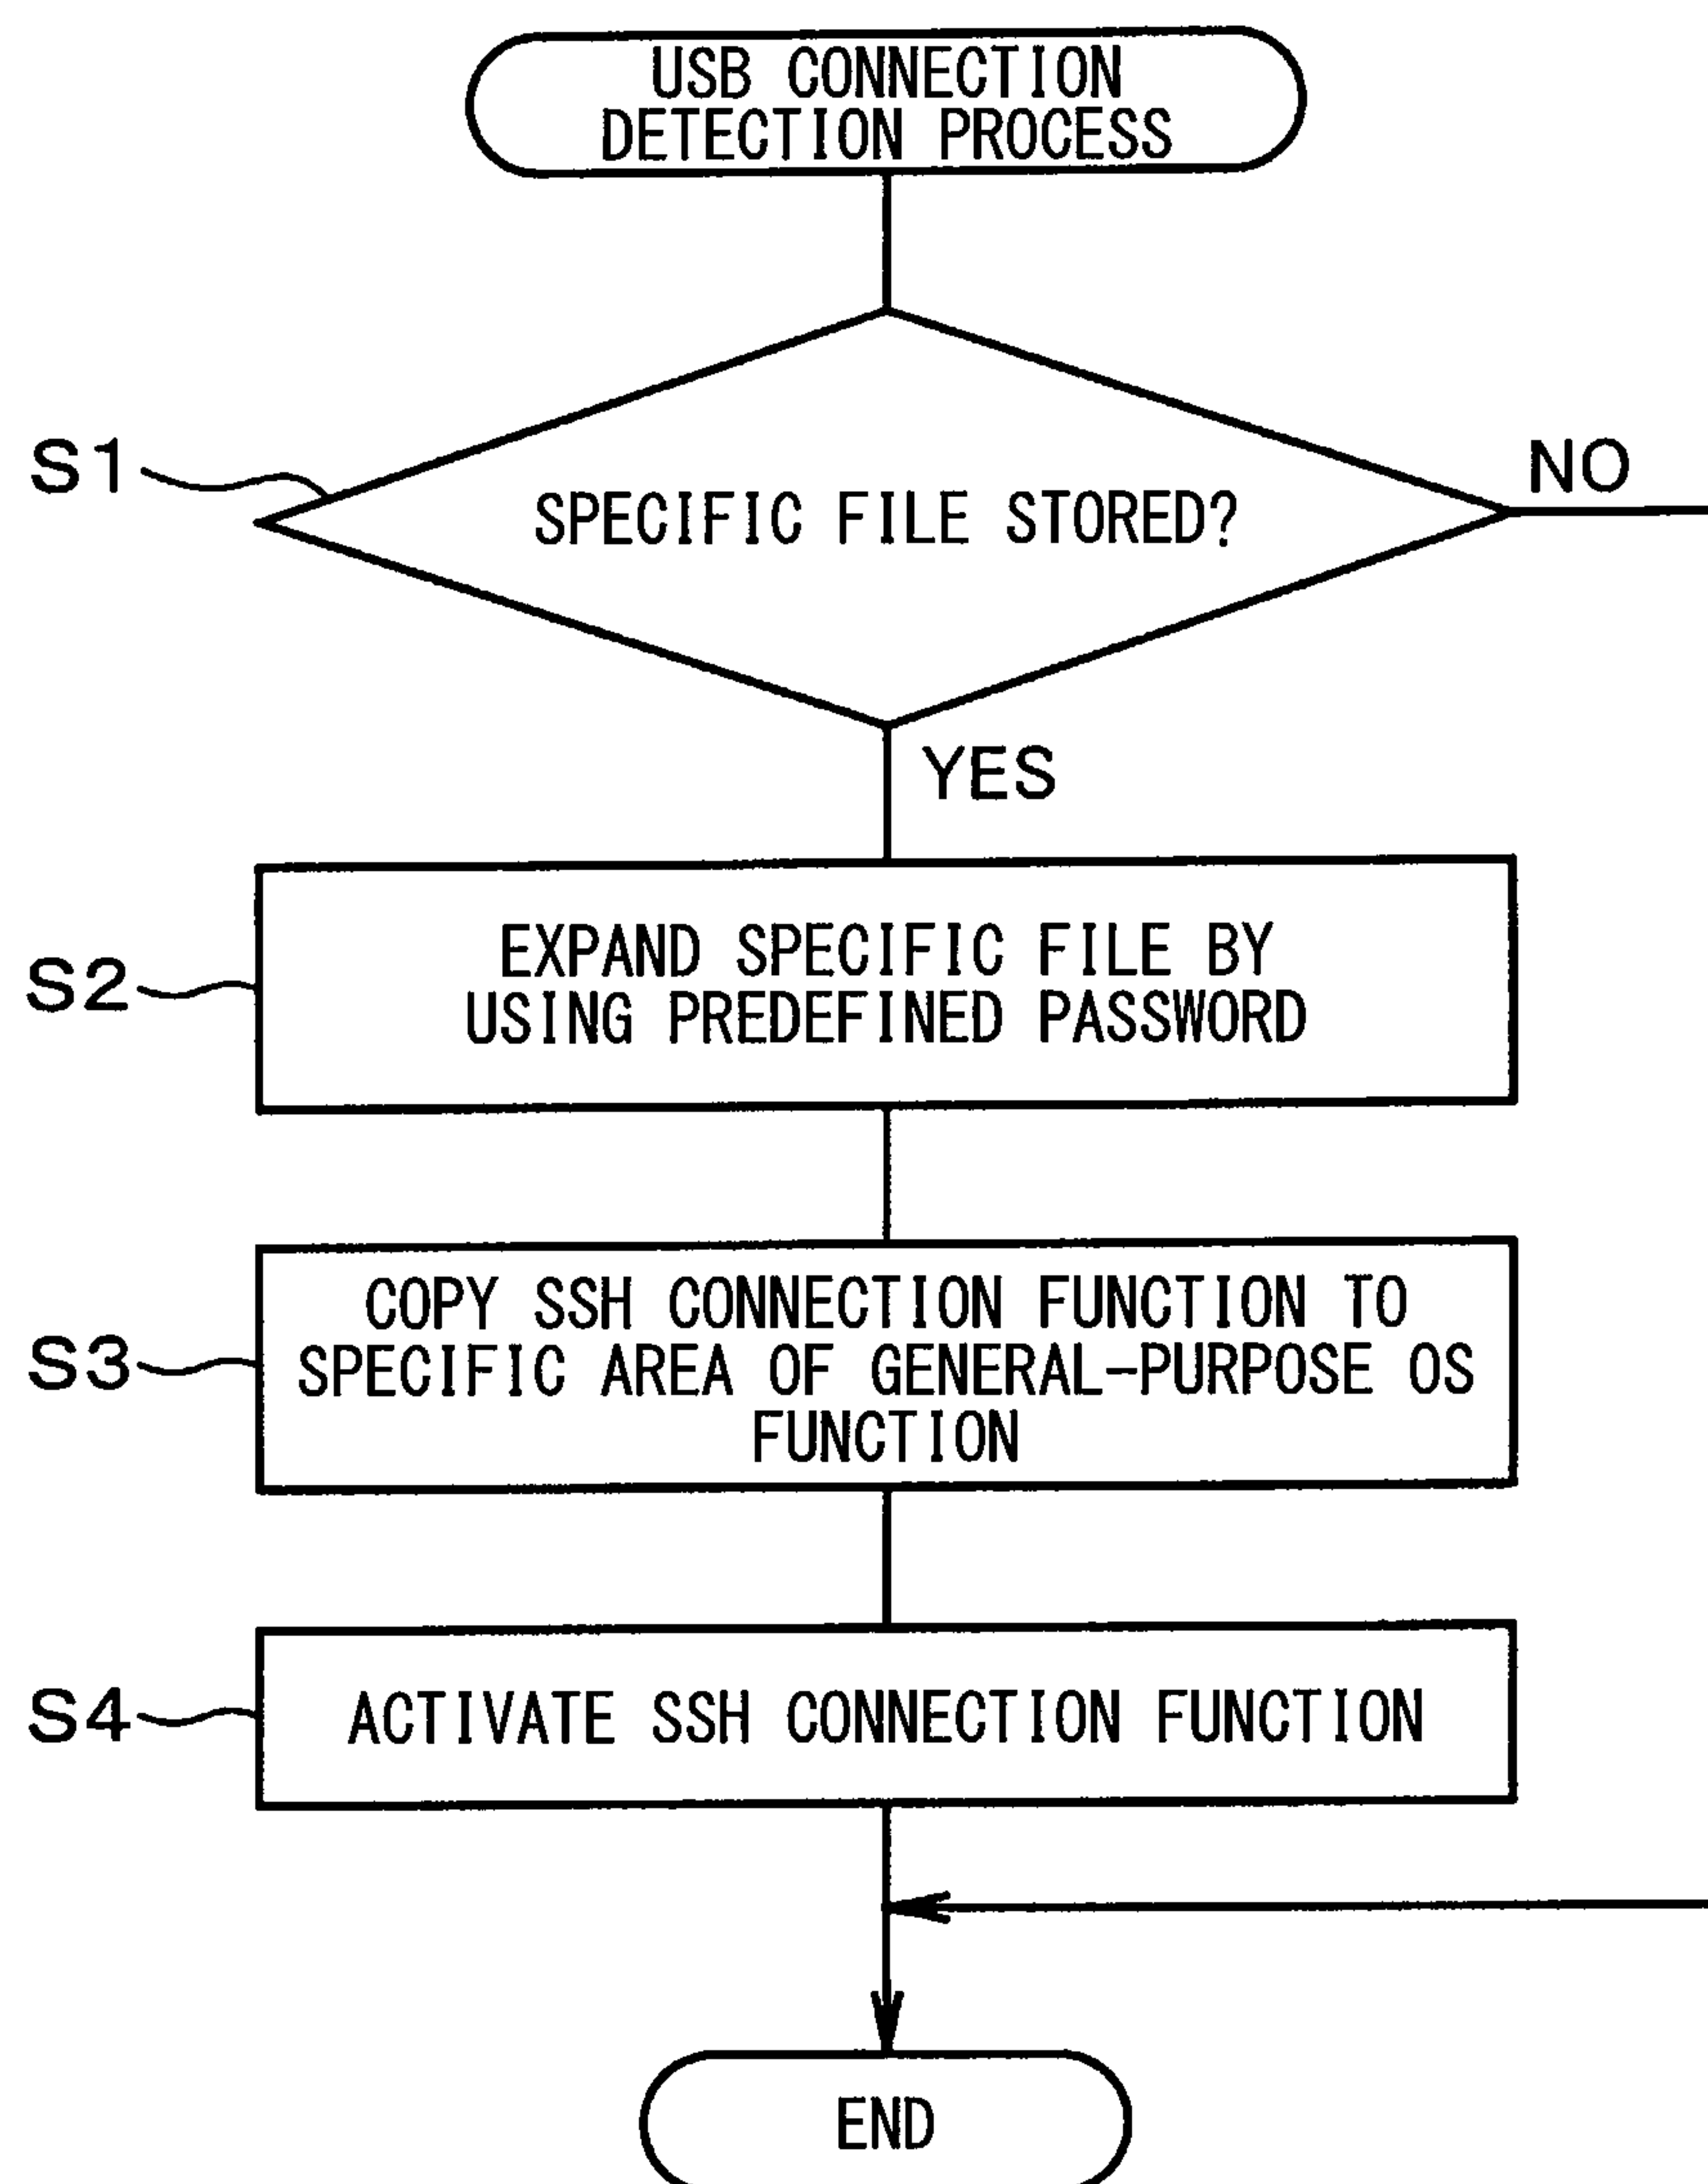 USB CONNECTION
DETECTION PROCESS
S1
SPECIFIC FILE STORED?
NO
YES
S2
EXPAND SPECIFIC FILE BY
USING PREDEFINED PASSWORD
S3
COPY SSH CONNECTION FUNCTION TO
SPECIFIC AREA OF GENERAL-PURPOSE OS
FUNCTION
S4
ACTIVATE SSH CONNECTION FUNCTION
END